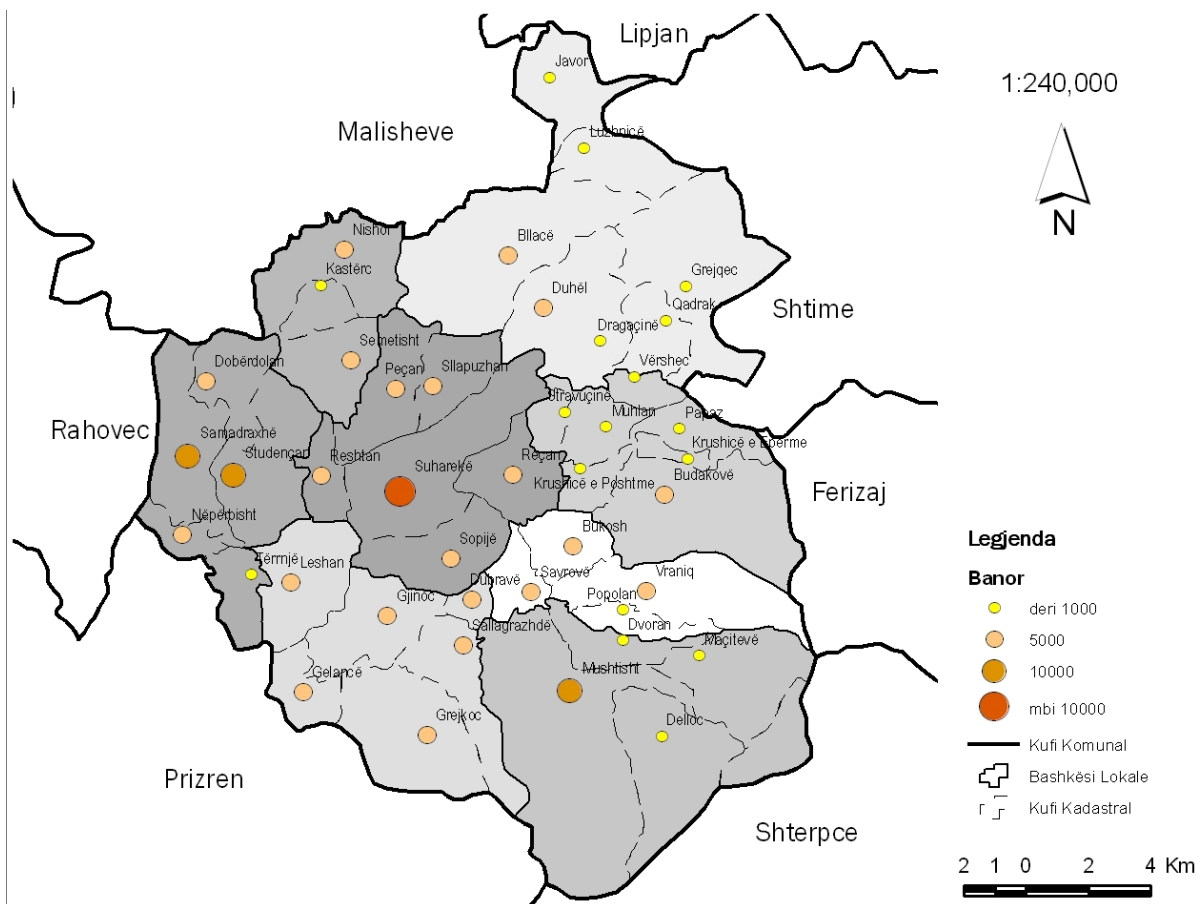 Lipjan
Javor
1:240,000
Malisheve
Luzhnicë
N
Nishor
Bllacë
Kastërc
Grejqec
Duhël
Qadrak
Shtime
Dragaçinë
Semetisht
Vërshec
Dobërdolan
Peçan
Sllapuzhan
Stravuçinë
Muhlan
Papaz
Rahovec
Samadraxhë
Krushicë e Eperme
Studençan
Reshtan
Suharekë
Reçan
Krushicë e Poshtme
Budakovë
Ferizaj
Nëpërbisht
Bukosh
Sopijë
Tërrnjë
Leshan
Dubravë
Savrovë
Vraniq
Gjinoc
Popolan
Sallagrazhdë
Dvoran
Maçitevë
Gelancë
Mushtisht
Grejkoc
Delloc
Prizren
Shterpce
Legjenda
Banor
deri 1000
5000
10000
mbi 10000
Kufi Komunal
Bashkësi Lokale
Kufi Kadastral
2 1 0 2 4 Km